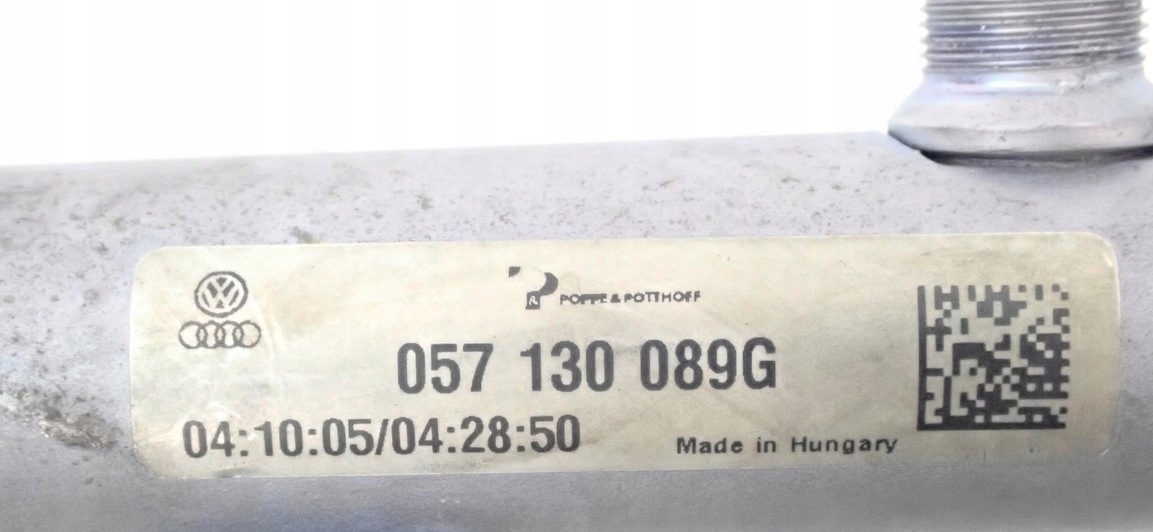 POPPE & POTTHOFF
057 130 089G
04:10:05/04:28:50
Made in Hungary